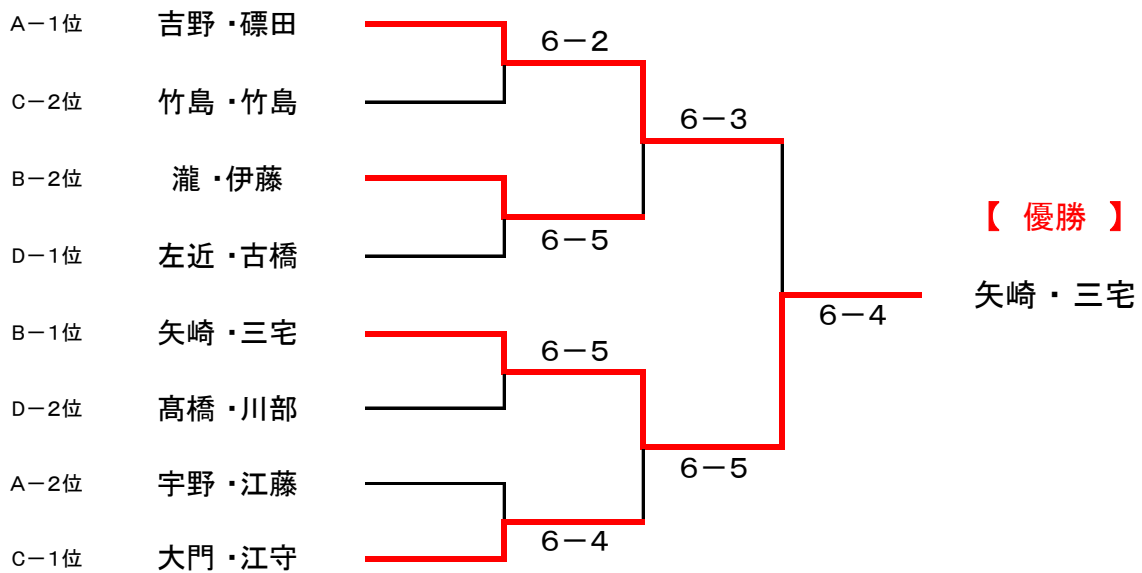 A－1位 吉野・磦田
6－2
C－2位 竹島・竹島
6－3
B－2位 瀧・伊藤
【 優勝 】
6－5
D－1位 左近・古橋
矢崎・三宅
6－4
B－1位 矢崎・三宅
6－5
D－2位 髙橋・川部
6－5
A－2位 宇野・江藤
6－4
C－1位 大門・江守